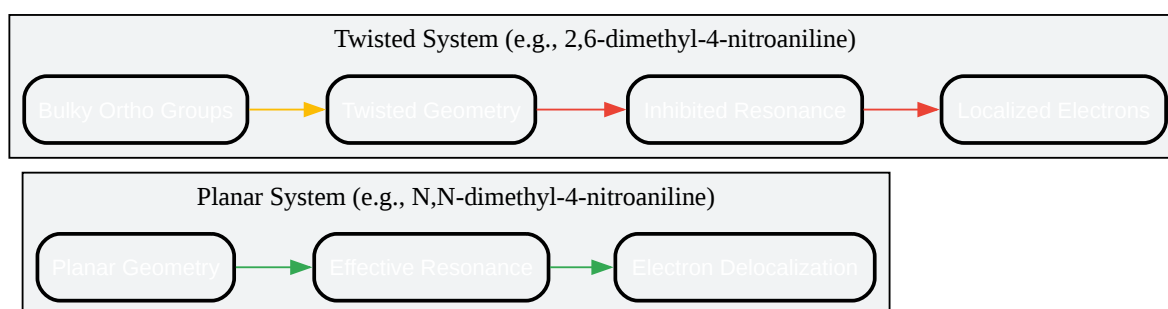 Twisted System (e.g., 2,6-dimethyl-4-nitroaniline)
Bulky Ortho Groups
Twisted Geometry
Inhibited Resonance
Localized Electrons
Planar System (e.g., N,N-dimethyl-4-nitroaniline)
Planar Geometry
Effective Resonance
Electron Delocalization